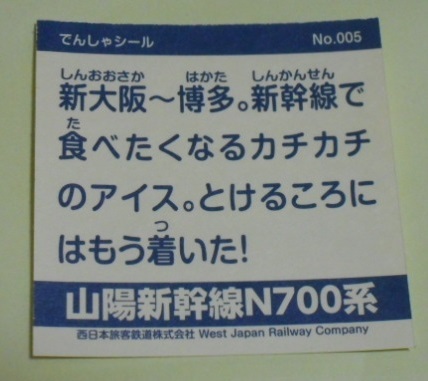 でんしゃシール No.005
しんおおさか はかた しんかんせん
新大阪～博多。新幹線で
た
食べたくなるカチカチ
のアイス。とけるころに
つ
はもう着いた!
山陽新幹線N700系
西日本旅客鉄道株式会社 West Japan Railway Company